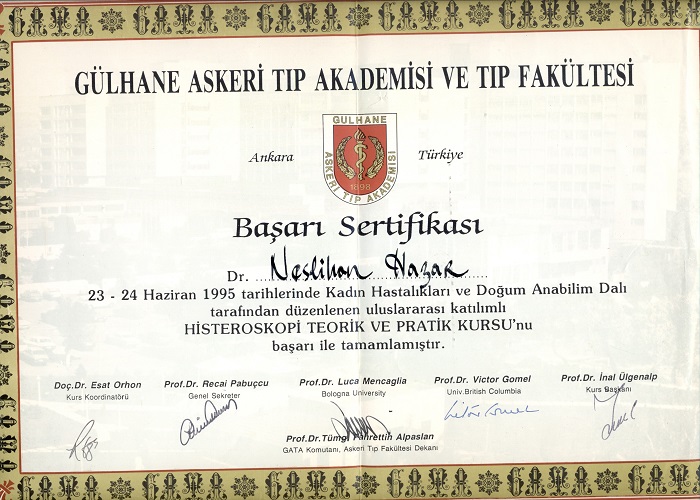 GÜLHANE ASKERİ TIP AKADEMİSİ VE TIP FAKÜLTESİ
GÜLHANE
Ankara
Türkiye
ASKERİ TIP AKADEMİSİ
1898
Başarı Sertifikası
Dr. Neslihan Hazar
23 - 24 Haziran 1995 tarihlerinde Kadın Hastalıkları ve Doğum Anabilim Dalı
tarafından düzenlenen uluslararası katılımlı
HİSTEROSKOPİ TEORİK VE PRATİK KURSU'nu
başarı ile tamamlamıştır.
Doç.Dr. Esat Orhon
Kurs Koordinatörü
Prof.Dr. Recai Pabuçcu
Genel Sekreter
Prof.Dr. Luca Mencaglia
Bologna University
Prof.Dr. Victor Gomel
Univ.British Columbia
Prof.Dr. İnal Ülgenalp
Kurs Başkanı
Prof.Dr.Tümg. Fahrettin Alpaslan
GATA Komutanı, Askeri Tıp Fakültesi Dekanı